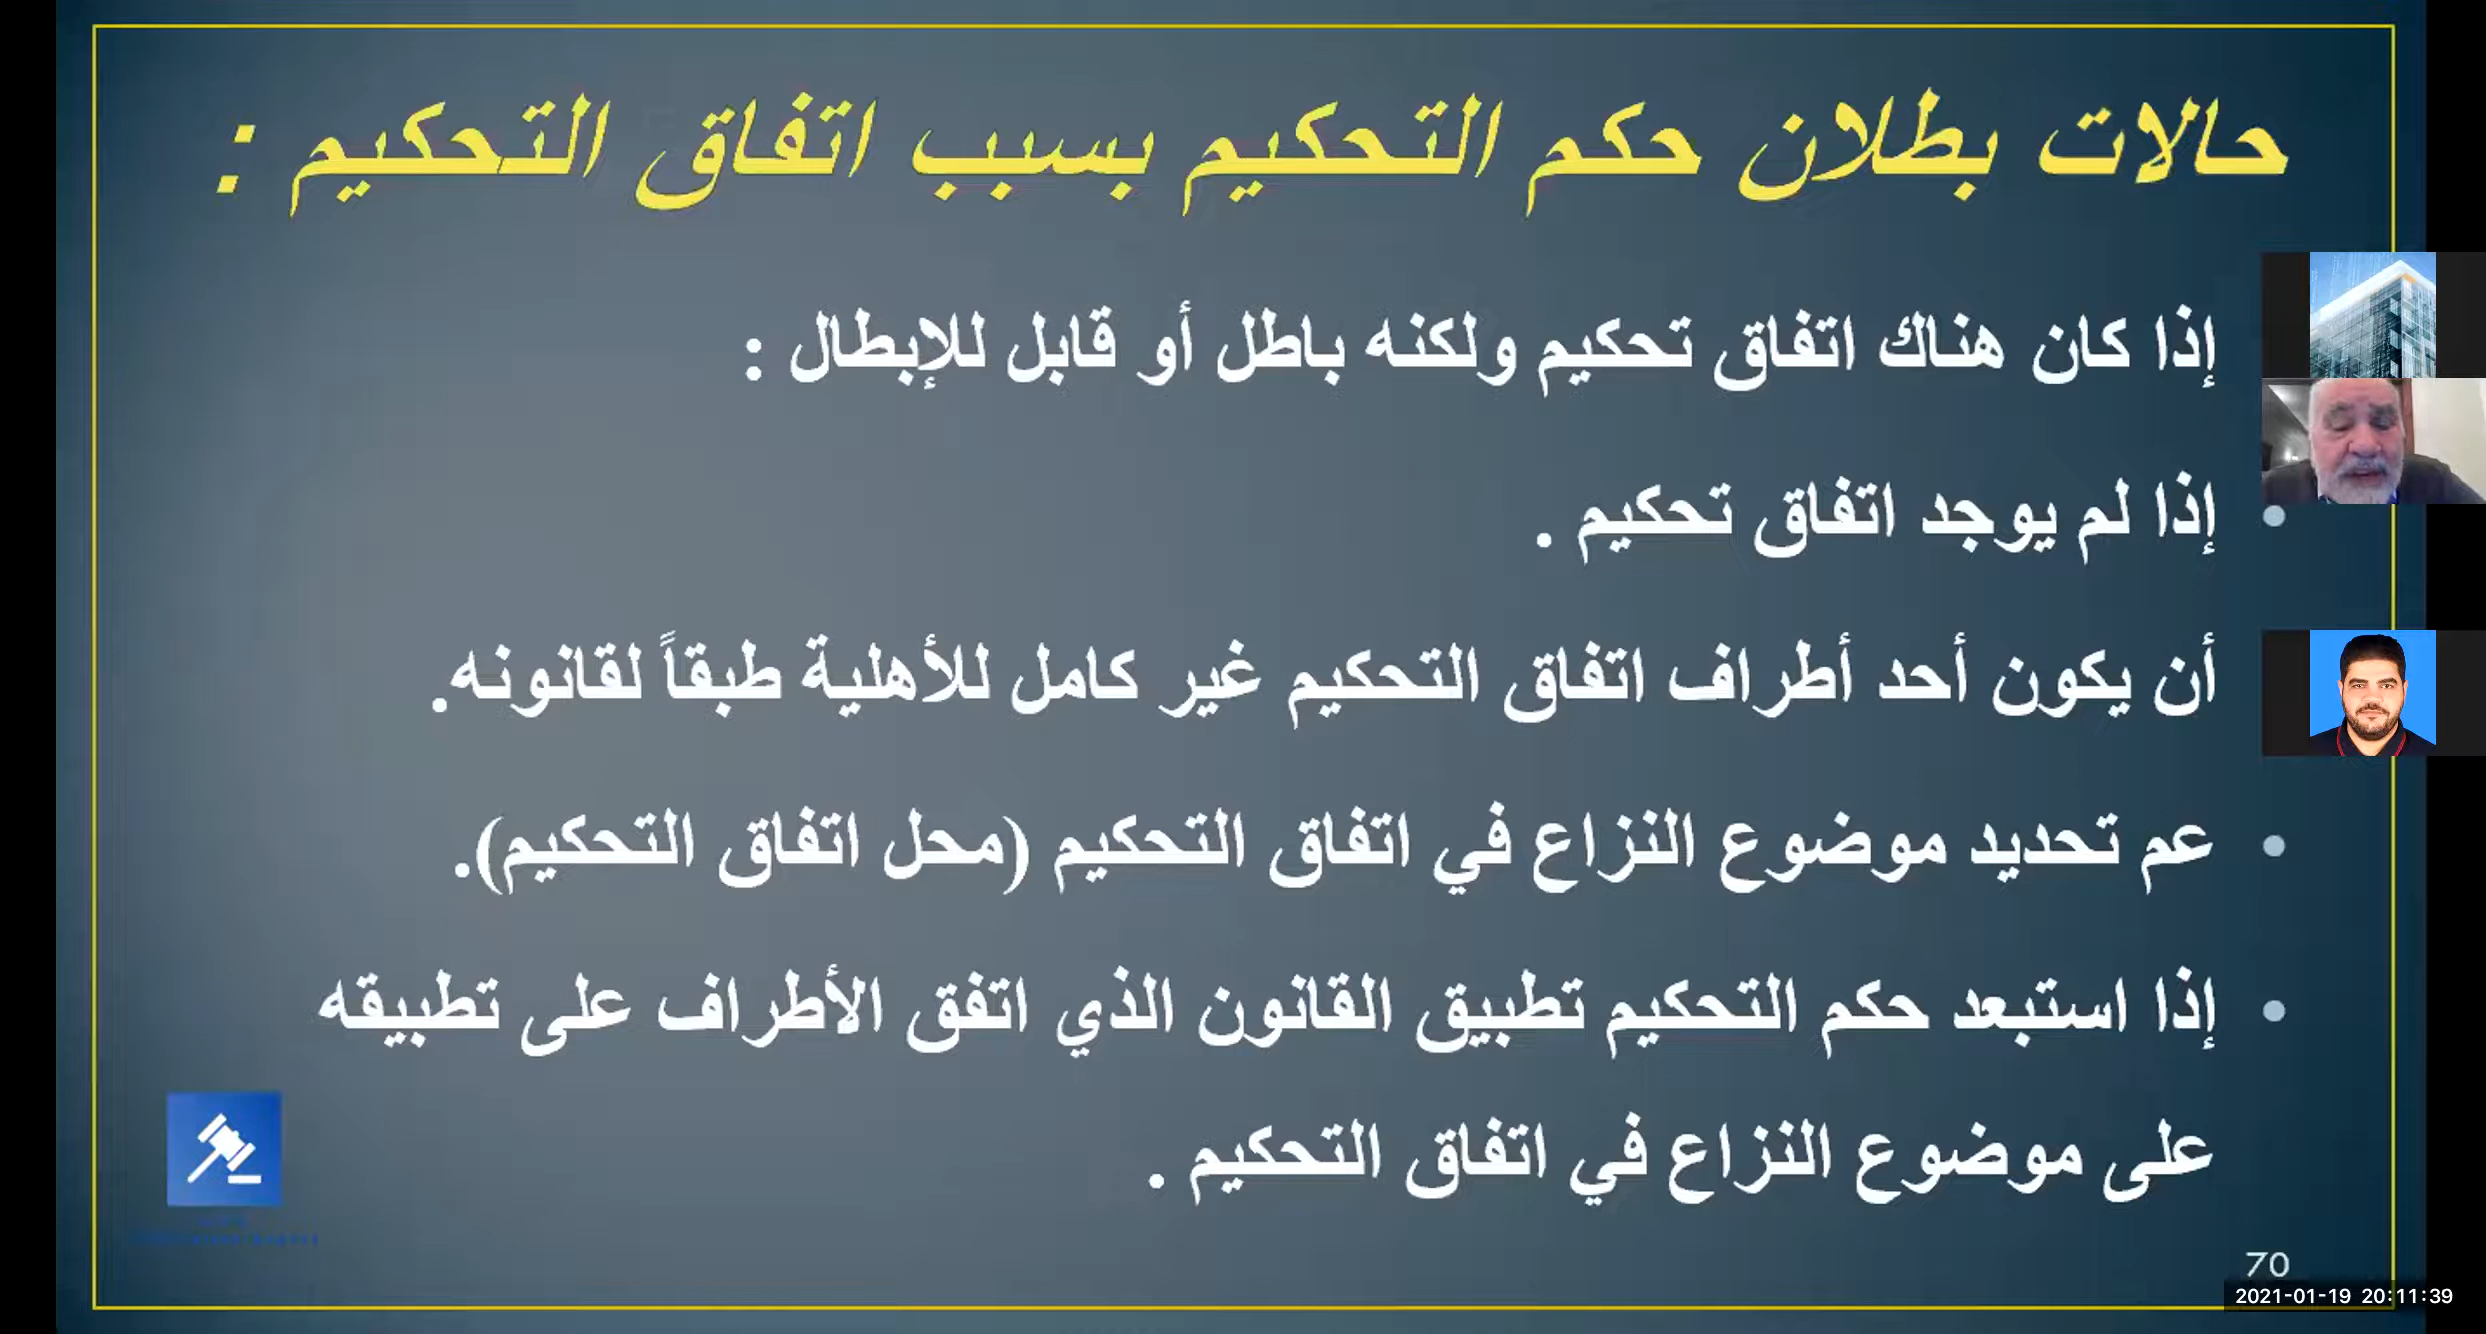 حالات بطلان حكم التحكيم بسبب اتفاق التحكيم :
إذا كان هناك اتفاق تحكيم ولكنه باطل أو قابل للإبطال :
• إذا لم يوجد اتفاق تحكيم .
أن يكون أحد أطراف اتفاق التحكيم غير كامل للأهلية طبقاً لقانونه.
• عم تحديد موضوع النزاع في اتفاق التحكيم (محل اتفاق التحكيم).
• إذا استبعد حكم التحكيم تطبيق القانون الذي اتفق الأطراف على تطبيقه
على موضوع النزاع في اتفاق التحكيم .
70
2021-01-19 20:11:39